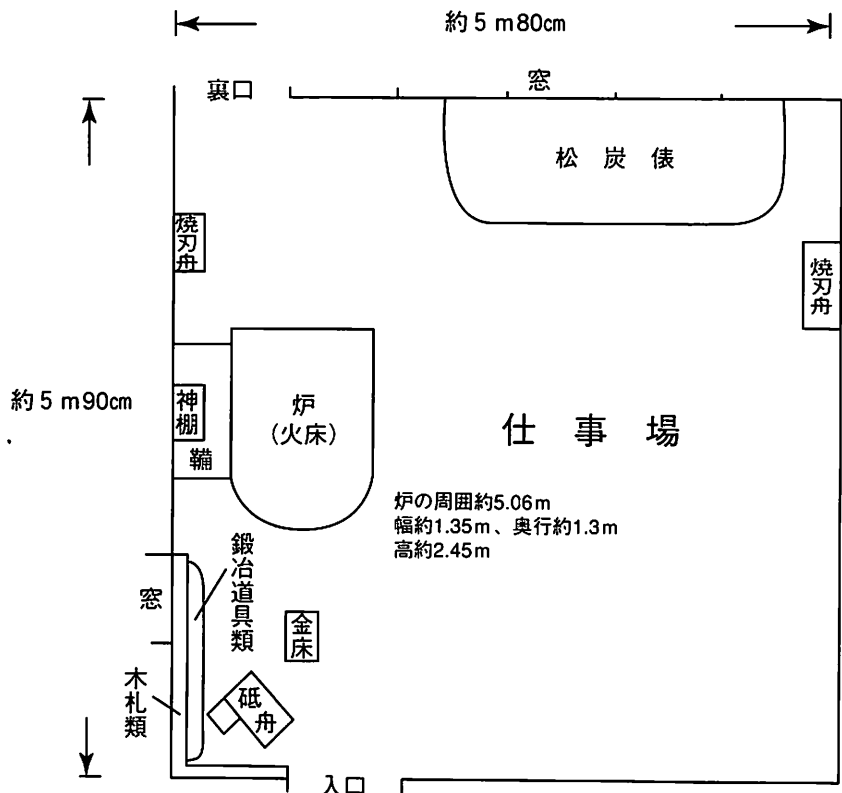 約5m80cm
裏口
窓
松炭俵
焼刃舟
焼刃舟
約5m90cm
神棚
鞴
炉
(火床)
仕事場
炉の周囲約5.06m
幅約1.35m、奥行約1.3m
高約2.45m
鍛冶道具類
窓
金床
木札類
砥舟
入口